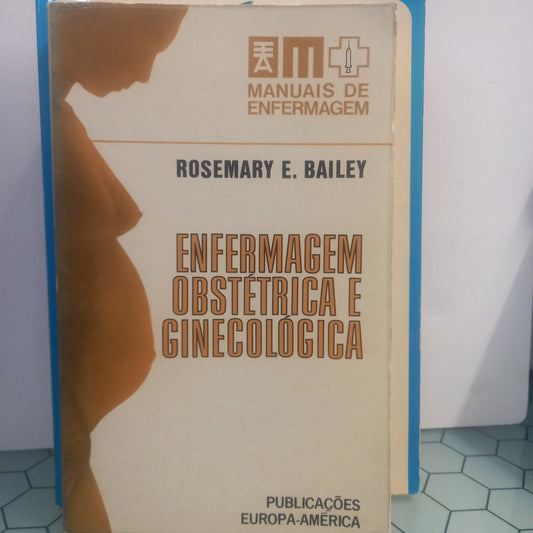 MANUAIS DE
ENFERMAGEM
ROSEMARY E. BAILEY
ENFERMAGEM
OBSTÉTRICA E
GINECOLÓGICA
PUBLICAÇÕES
EUROPA-AMÉRICA